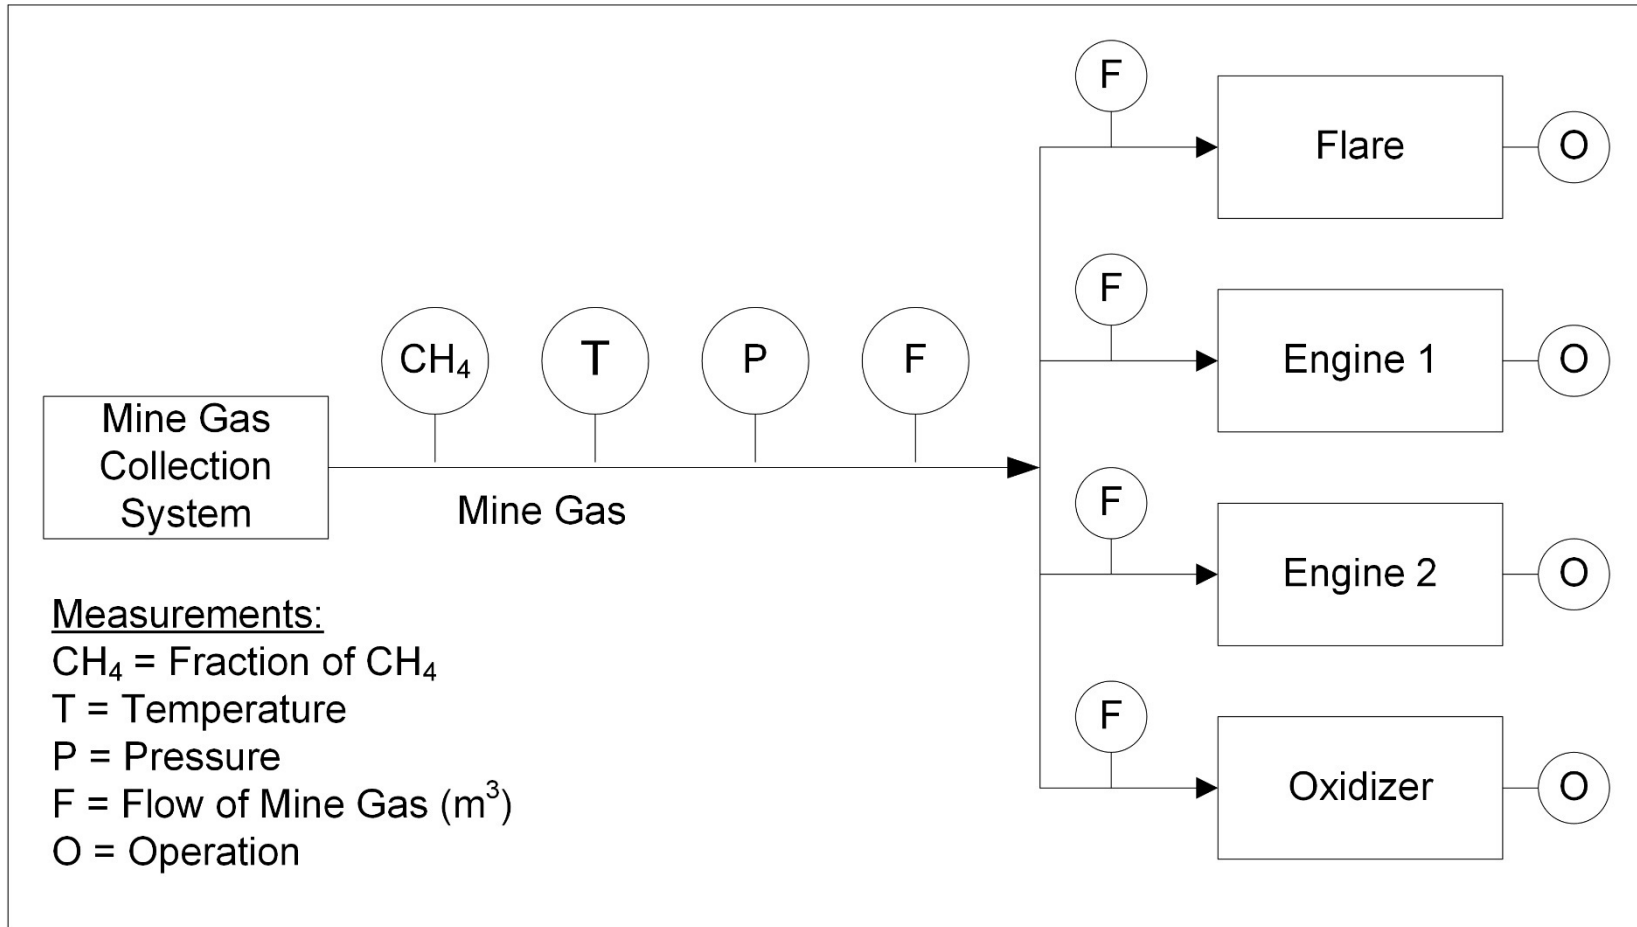 F
Flare
O
F
Engine 1
O
CH₄
T
P
F
Mine Gas
Collection
System
Mine Gas
F
Engine 2
O
F
Oxidizer
O
Measurements:
CH₄ = Fraction of CH₄
T = Temperature
P = Pressure
F = Flow of Mine Gas (m³)
O = Operation